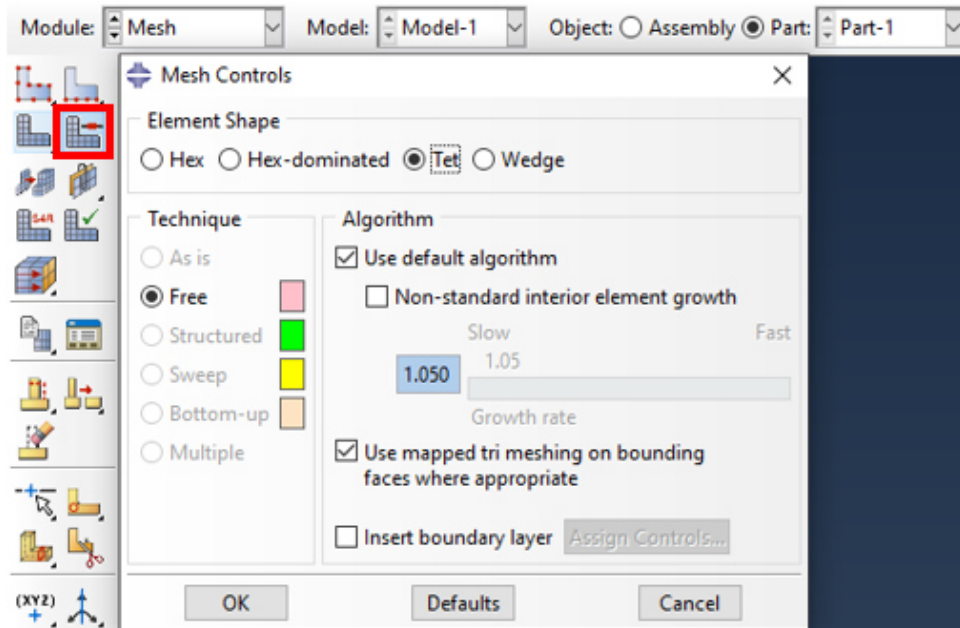 Module: Mesh Model: Model-1 Object: Assembly Part: Part-1
Mesh Controls
Element Shape
Hex Hex-dominated Tet Wedge
Technique
As is
Free
Structured
Sweep
Bottom-up
Multiple
Algorithm
Use default algorithm
Non-standard interior element growth
Slow Fast
1.050 1.05
Growth rate
Use mapped tri meshing on bounding
faces where appropriate
Insert boundary layer Assign Controls...
OK Defaults Cancel
S4R
(XYZ)